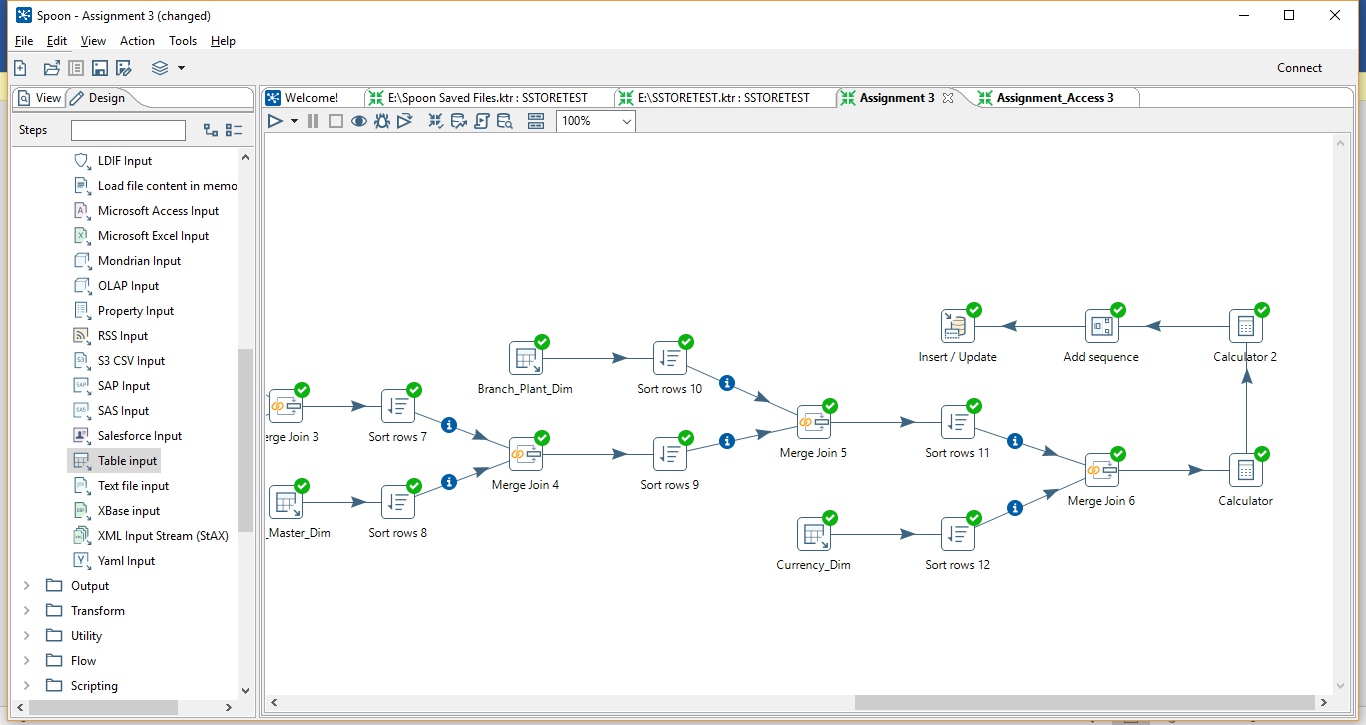 Spoon - Assignment 3 (changed)
File Edit View Action Tools Help
Connect
View Design
Welcome! E:\Spoon Saved Files.ktr : SSTORETEST E:\SSTORETEST.ktr : SSTORETEST Assignment 3 Assignment_Access 3
Steps
100%
LDIF Input
Load file content in memo
Microsoft Access Input
Microsoft Excel Input
Mondrian Input
OLAP Input
Property Input
RSS Input
S3 CSV Input
SAP Input
SAS Input
Salesforce Input
Table input
Text file input
XBase input
XML Input Stream (StAX)
Yaml Input
Output
Transform
Utility
Flow
Scripting
Insert / Update
Add sequence
Calculator 2
Branch_Plant_Dim
Sort rows 10
erge Join 3
Sort rows 7
Merge Join 5
Sort rows 11
Merge Join 4
Sort rows 9
Merge Join 6
Calculator
_Master_Dim
Sort rows 8
Currency_Dim
Sort rows 12